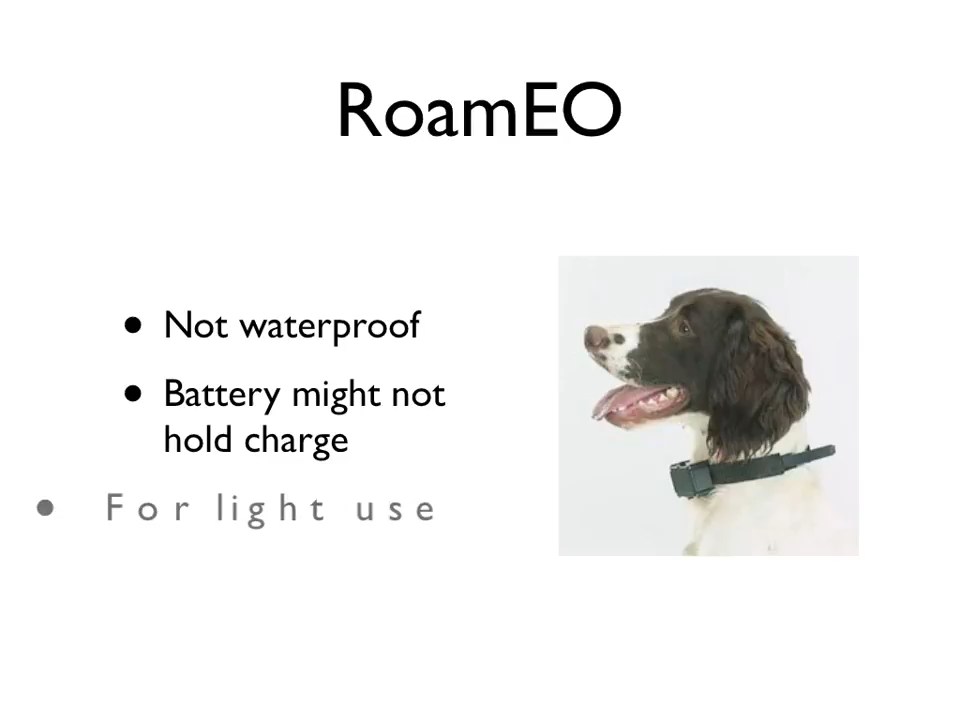 RoamEO
• Not waterproof
• Battery might not
hold charge
• For light use